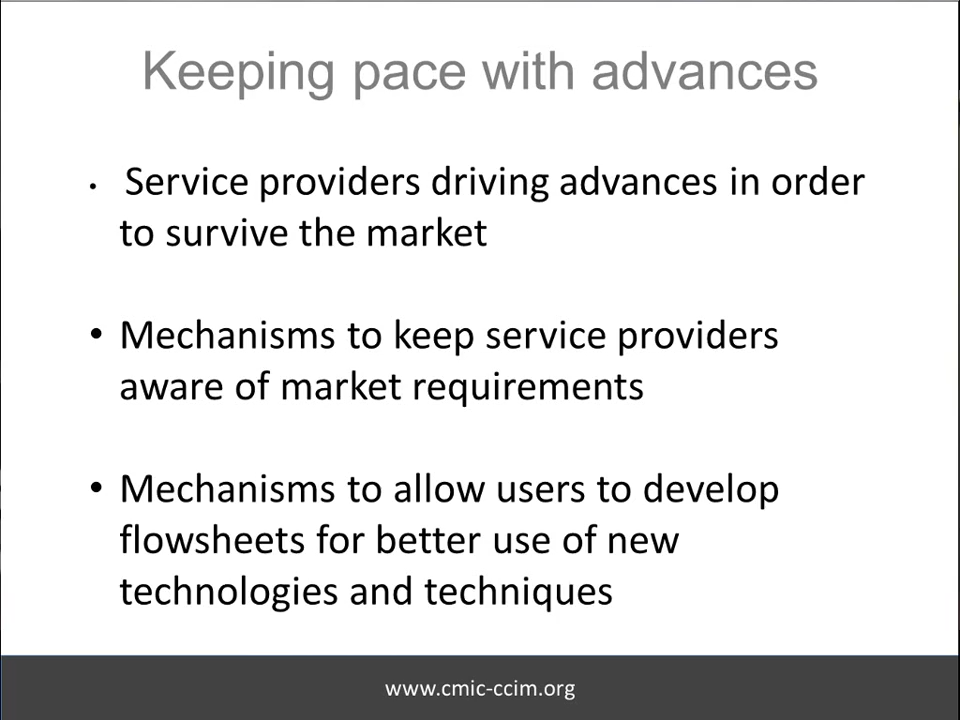 Keeping pace with advances
• Service providers driving advances in order
to survive the market
• Mechanisms to keep service providers
aware of market requirements
• Mechanisms to allow users to develop
flowsheets for better use of new
technologies and techniques
www.cmic-ccim.org